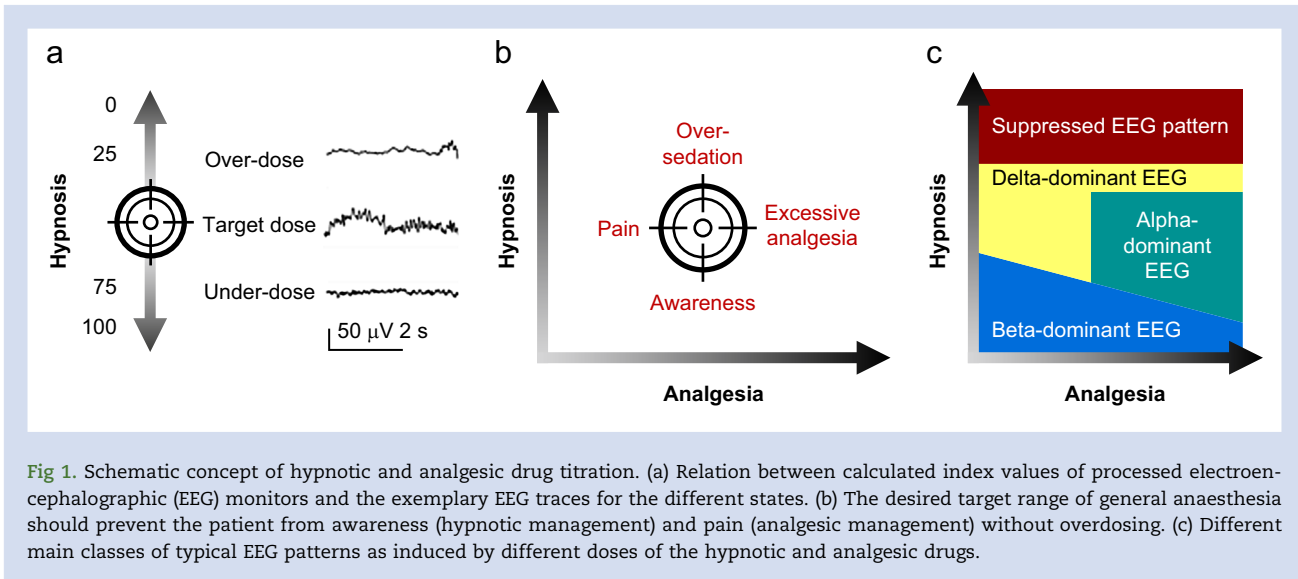 a
0
25
Hypnosis
75
100
Over-dose
Target dose
Under-dose
50 μV 2 s
b
Hypnosis
Over-
sedation
Pain
Excessive
analgesia
Awareness
Analgesia
c
Hypnosis
Suppressed EEG pattern
Delta-dominant EEG
Alpha-
dominant
EEG
Beta-dominant EEG
Analgesia
Fig 1. Schematic concept of hypnotic and analgesic drug titration. (a) Relation between calculated index values of processed electroen-
cephalographic (EEG) monitors and the exemplary EEG traces for the different states. (b) The desired target range of general anaesthesia
should prevent the patient from awareness (hypnotic management) and pain (analgesic management) without overdosing. (c) Different
main classes of typical EEG patterns as induced by different doses of the hypnotic and analgesic drugs.